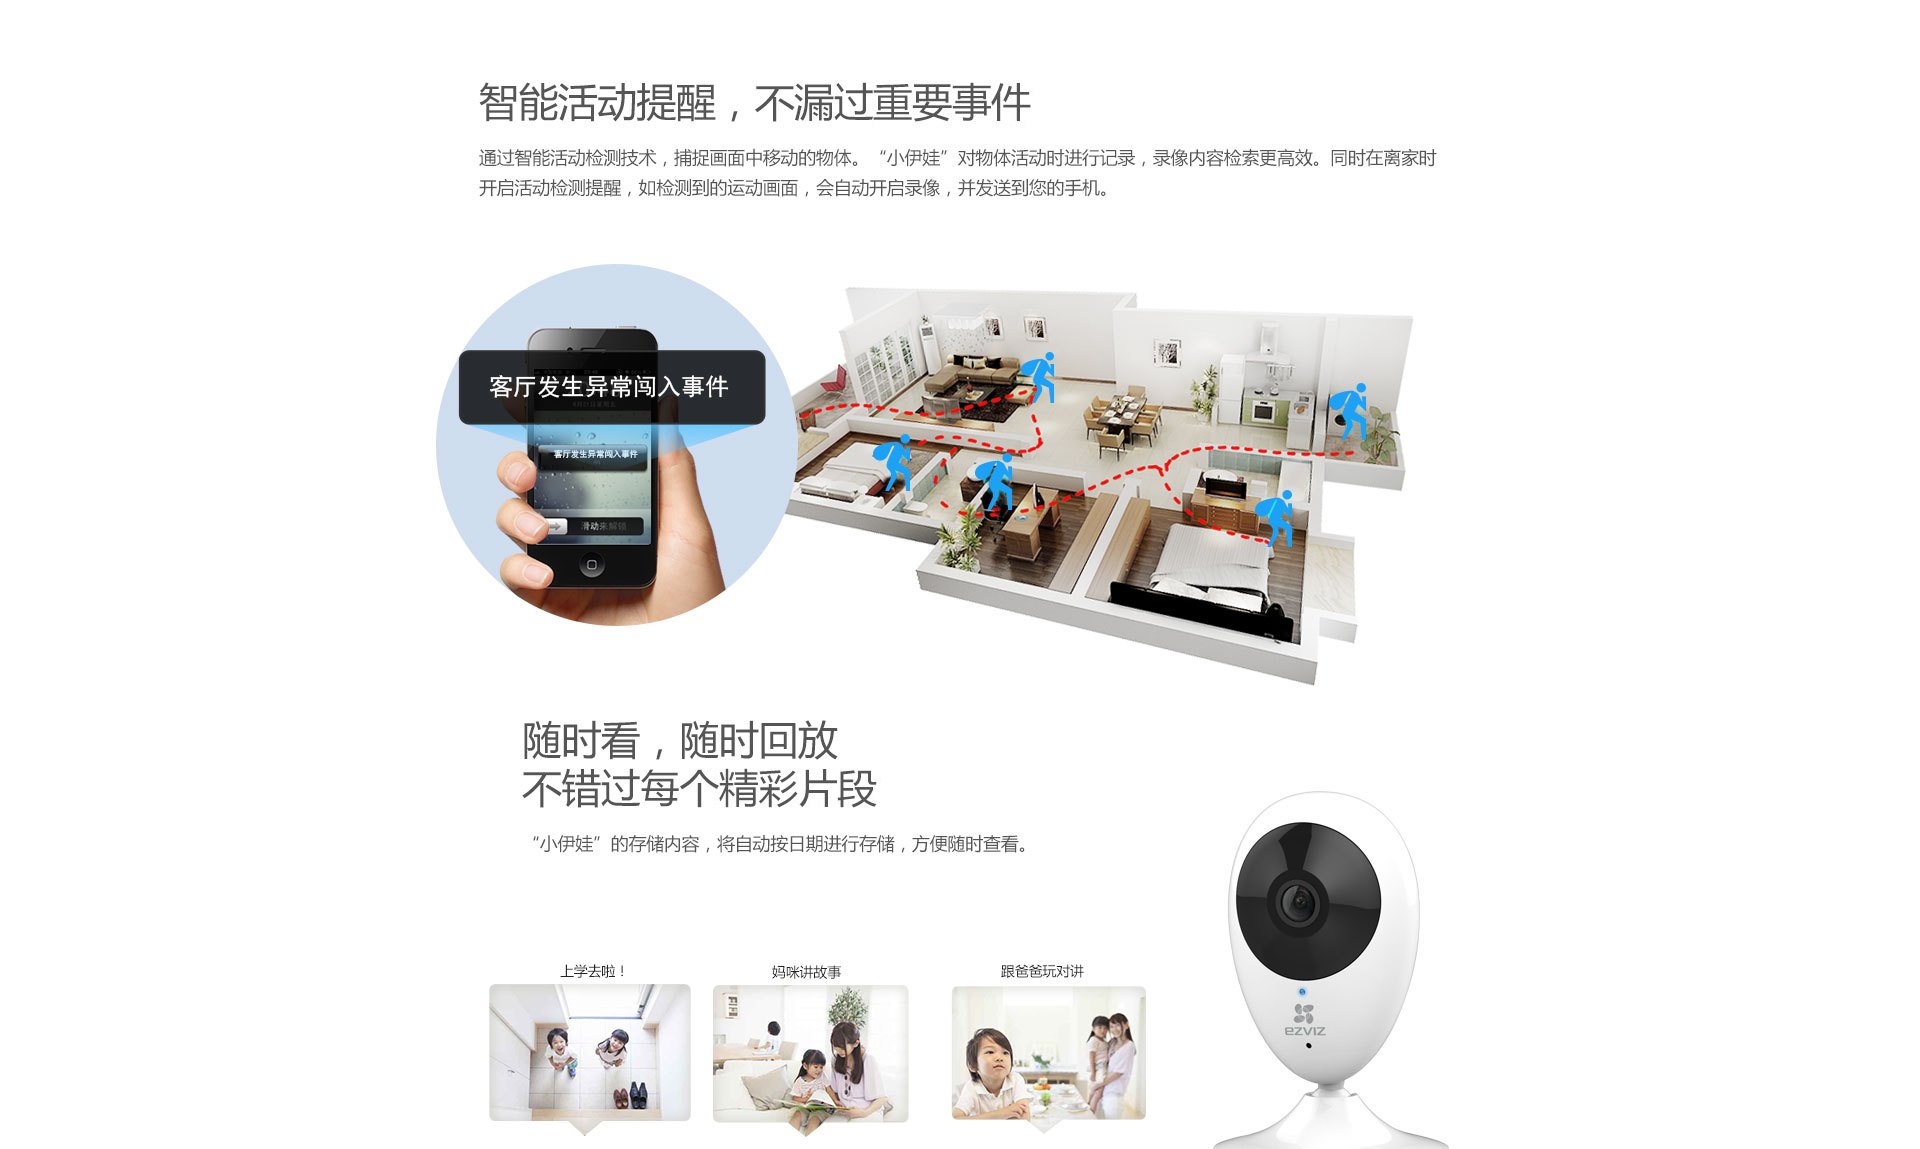 智能活动提醒，不漏过重要事件
通过智能活动检测技术，捕捉画面中移动的物体。“小伊娃”对物体活动时进行记录，录像内容检索更高效。同时在离家时
开启活动检测提醒，如检测到的运动画面，会自动开启录像，并发送到您的手机。
客厅发生异常闯入事件
客厅发生异常闯入事件
滑动来解锁
随时看，随时回放
不错过每个精彩片段
“小伊娃”的存储内容，将自动按日期进行存储，方便随时查看。
上学去啦！
妈咪讲故事
跟爸爸玩对讲
ezviz